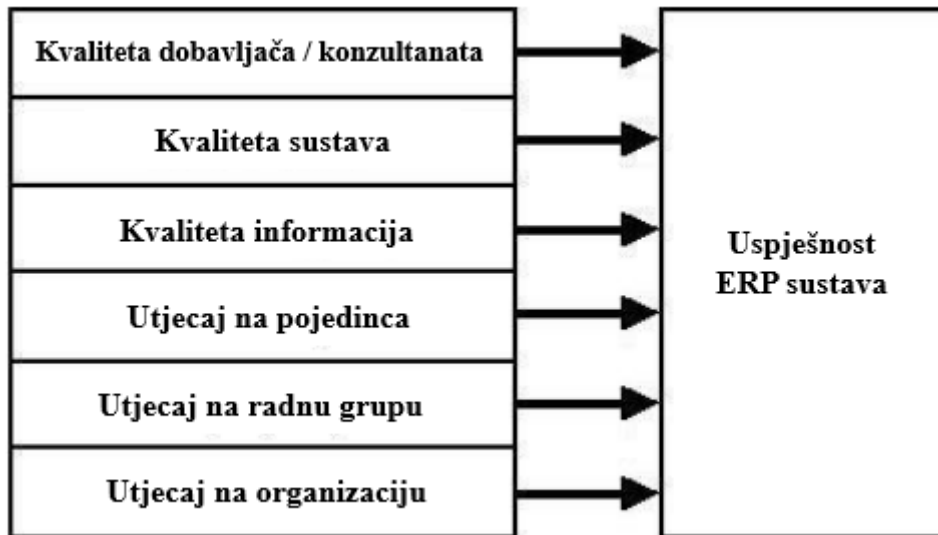 Kvaliteta dobavljača / konzultanata
Kvaliteta sustava
Kvaliteta informacija
Utjecaj na pojedinca
Utjecaj na radnu grupu
Utjecaj na organizaciju
Uspješnost
ERP sustava